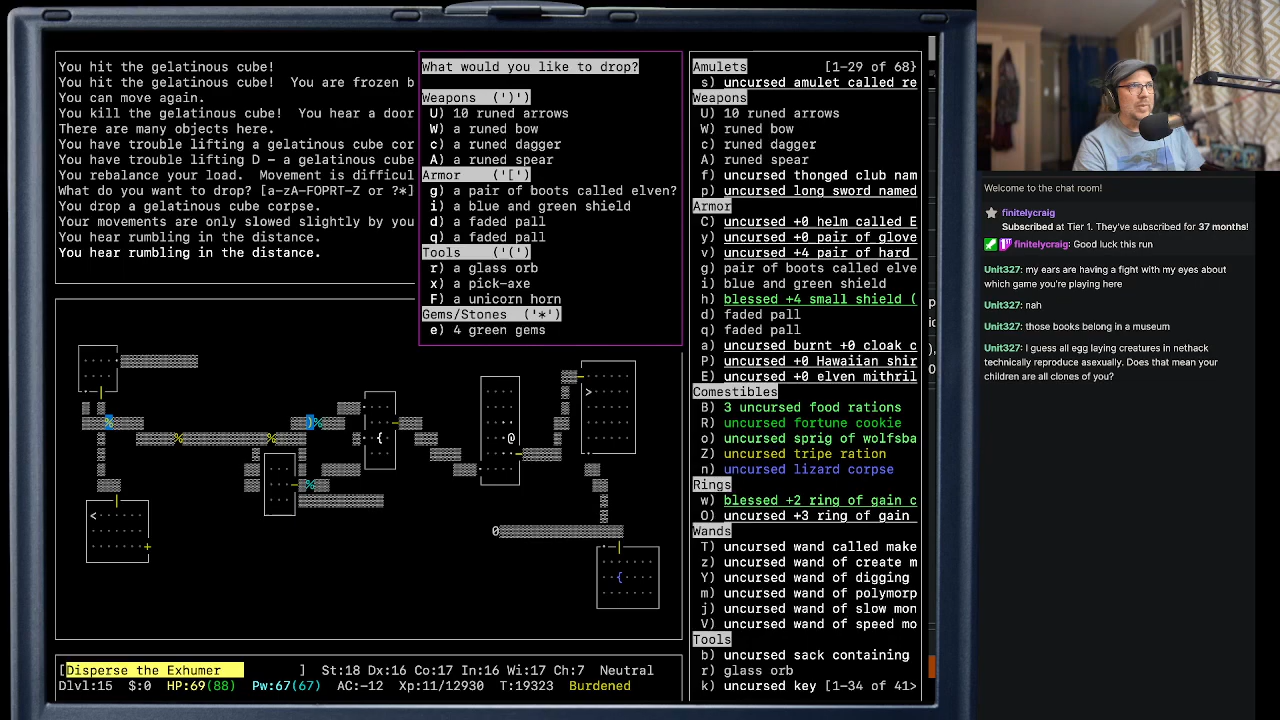 You hit the gelatinous cube!
You hit the gelatinous cube!  You are frozen b
You can move again.
You kill the gelatinous cube!  You hear a door
There are many objects here.
You have trouble lifting a gelatinous cube cor
You have trouble lifting D - a gelatinous cube
You rebalance your load.  Movement is difficul
What do you want to drop? [a-zA-FOPRT-Z or ?*]
You drop a gelatinous cube corpse.
Your movements are only slowed slightly by you
You hear rumbling in the distance.
You hear rumbling in the distance.
What would you like to drop?
Weapons  (')')
U) 10 runed arrows
W) a runed bow
c) a runed dagger
A) a runed spear
Armor    ('[')
g) a pair of boots called elven?
i) a blue and green shield
d) a faded pall
q) a faded pall
Tools    ('(')
r) a glass orb
x) a pick-axe
F) a unicorn horn
Gems/Stones  ('*')
e) 4 green gems
Amulets          [1-29 of 68}
s) uncursed amulet called re
Weapons
U) 10 runed arrows
W) runed bow
c) runed dagger
A) runed spear
f) uncursed thonged club nam
p) uncursed long sword named
Armor
C) uncursed +0 helm called E
y) uncursed +0 pair of glove
v) uncursed +4 pair of hard
g) pair of boots called elve
i) blue and green shield
h) blessed +4 small shield (
d) faded pall
q) faded pall
a) uncursed burnt +0 cloak c
P) uncursed +0 Hawaiian shir
E) uncursed +0 elven mithril
Comestibles
B) 3 uncursed food rations
R) uncursed fortune cookie
o) uncursed sprig of wolfsba
Z) uncursed tripe ration
n) uncursed lizard corpse
Rings
w) blessed +2 ring of gain c
O) uncursed +3 ring of gain
Wands
T) uncursed wand called make
z) uncursed wand of create m
Y) uncursed wand of digging
m) uncursed wand of polymorp
j) uncursed wand of slow mon
V) uncursed wand of speed mo
Tools
b) uncursed sack containing
r) glass orb
k) uncursed key [1-34 of 41>
[Disperse the Exhumer          ]  St:18 Dx:16 Co:17 In:16 Wi:17 Ch:7  Neutral
Dlvl:15  $:0  HP:69(88)  Pw:67(67)  AC:-12  Xp:11/12930  T:19323  Burdened
Welcome to the chat room!
finitelycraig
Subscribed at Tier 1. They've subscribed for 37 months!
finitelycraig: Good luck this run
Unit327: my ears are having a fight with my eyes about
which game you're playing here
Unit327: nah
Unit327: those books belong in a museum
Unit327: I guess all egg laying creatures in nethack
technically reproduce asexually. Does that mean your
children are all clones of you?